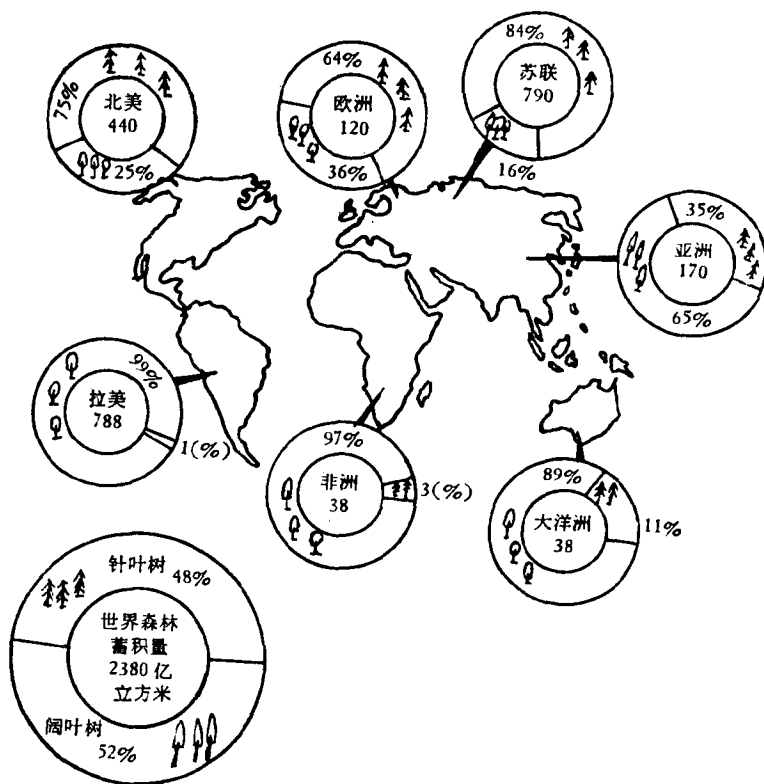 75%
北美
440
25%
64%
欧洲
120
36%
84%
苏联
790
16%
35%
亚洲
170
65%
99%
拉美
788
1(%)
97%
非洲
38
3(%)
89%
大洋洲
38
11%
针叶树
48%
世界森林
蓄积量
2380亿
立方米
阔叶树
52%